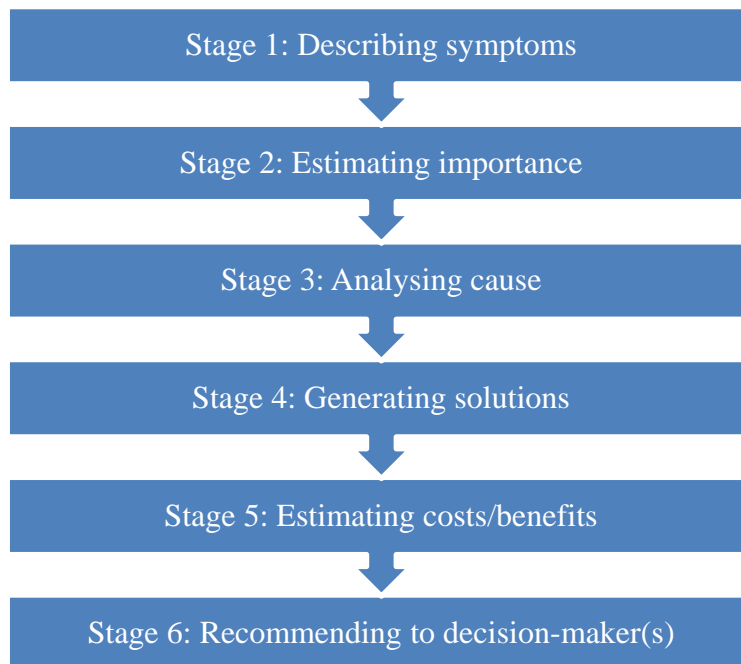 Stage 1: Describing symptoms
Stage 2: Estimating importance
Stage 3: Analysing cause
Stage 4: Generating solutions
Stage 5: Estimating costs/benefits
Stage 6: Recommending to decision-maker(s)